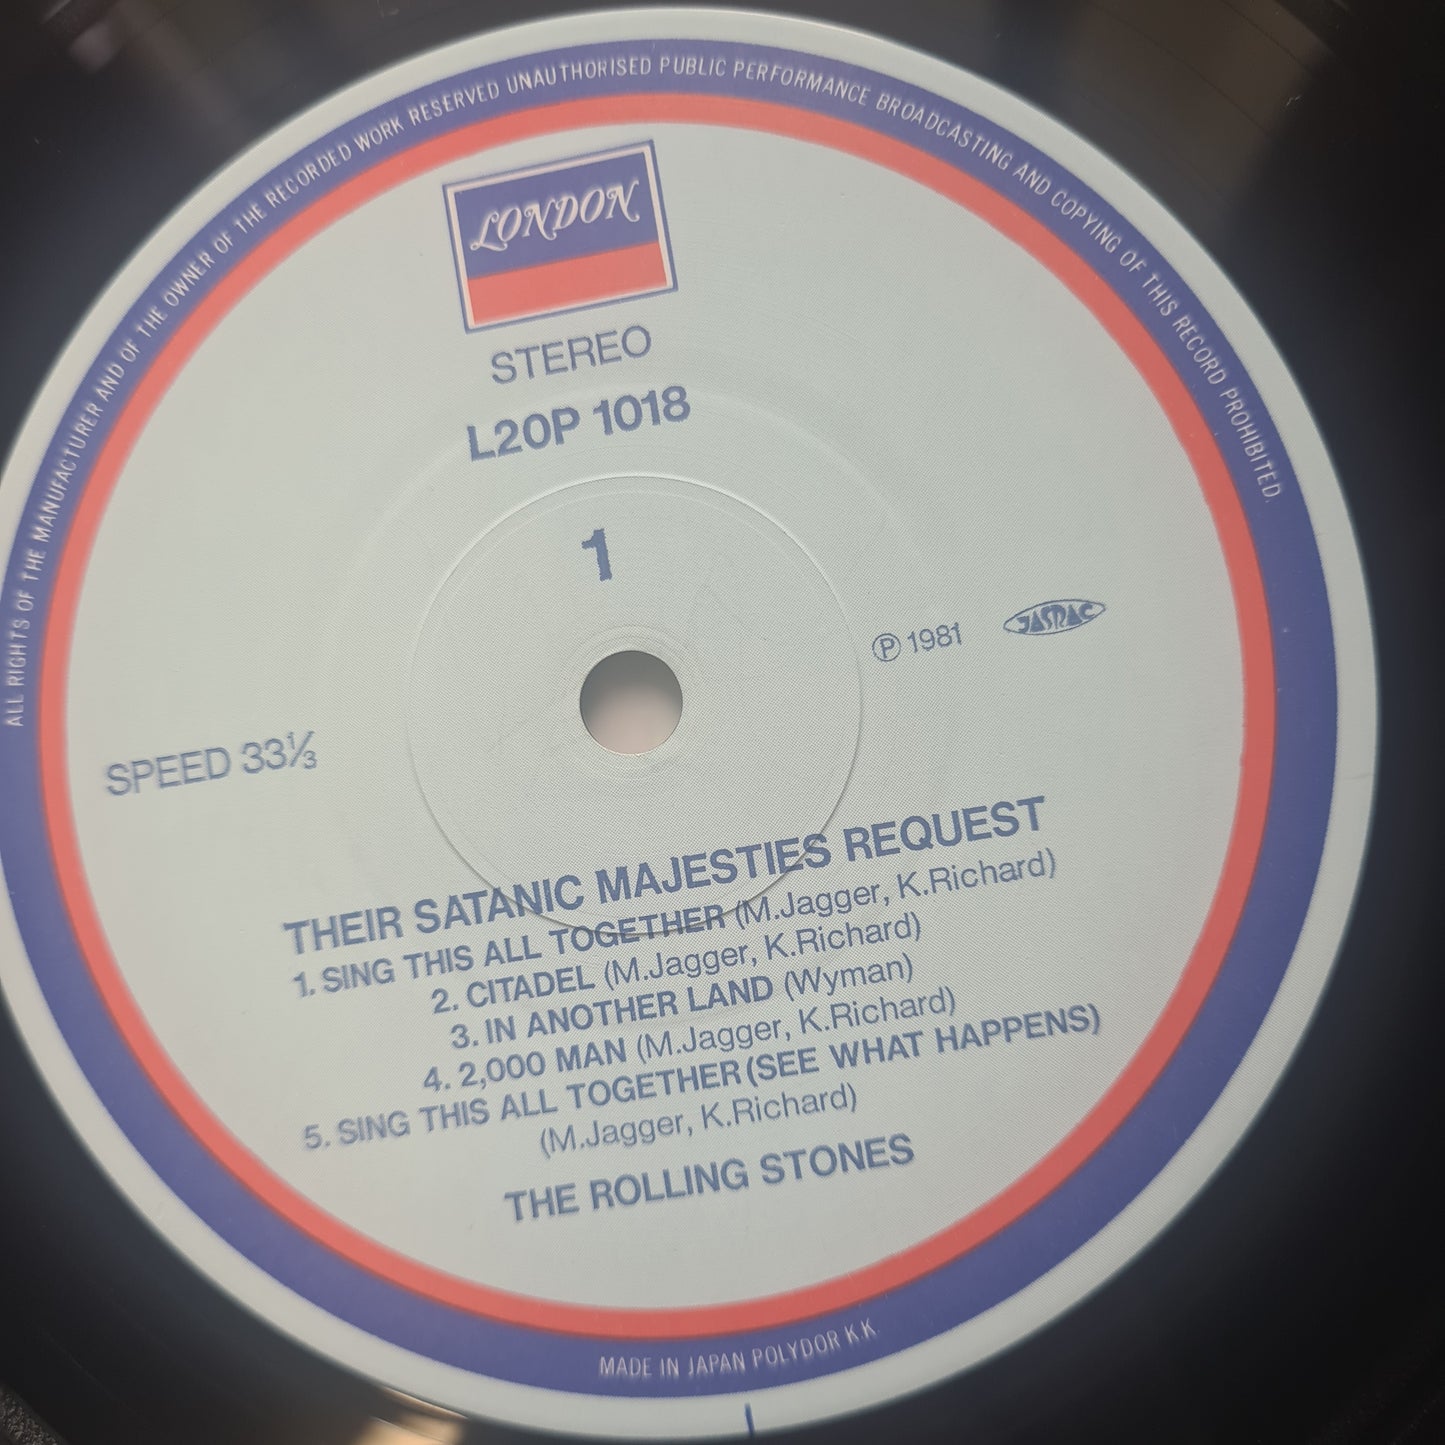 ALL RIGHTS OF THE MANUFACTURER AND OF THE OWNER OF THE RECORDED WORK RESERVED UNAUTHORISED PUBLIC PERFORMANCE BROADCASTING AND COPYING OF THIS RECORD PROHIBITED.
LONDON
STEREO
L20P 1018
1
℗ 1981 JASRAC
SPEED 33⅓
THEIR SATANIC MAJESTIES REQUEST
1. SING THIS ALL TOGETHER (M.Jagger, K.Richard)
2. CITADEL (M.Jagger, K.Richard)
3. IN ANOTHER LAND (Wyman)
4. 2,000 MAN (M.Jagger, K.Richard)
5. SING THIS ALL TOGETHER (SEE WHAT HAPPENS)
(M.Jagger, K.Richard)
THE ROLLING STONES
MADE IN JAPAN POLYDOR K K